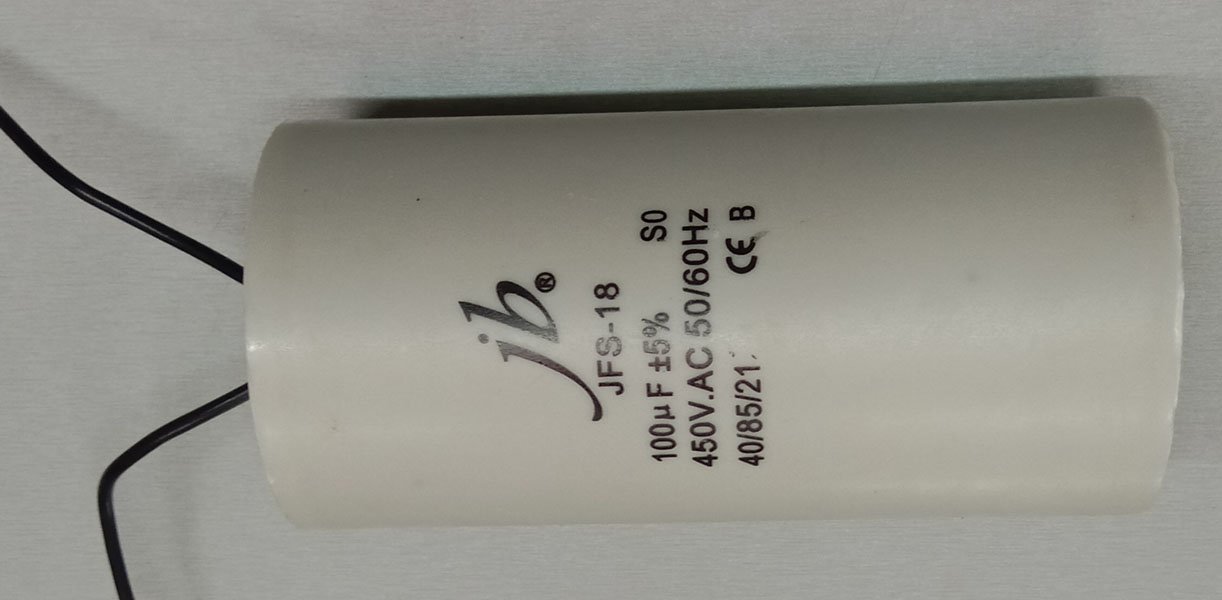 jb®
JFS-18
100μF ±5% S0
450V.AC 50/60Hz
40/85/21 CE B